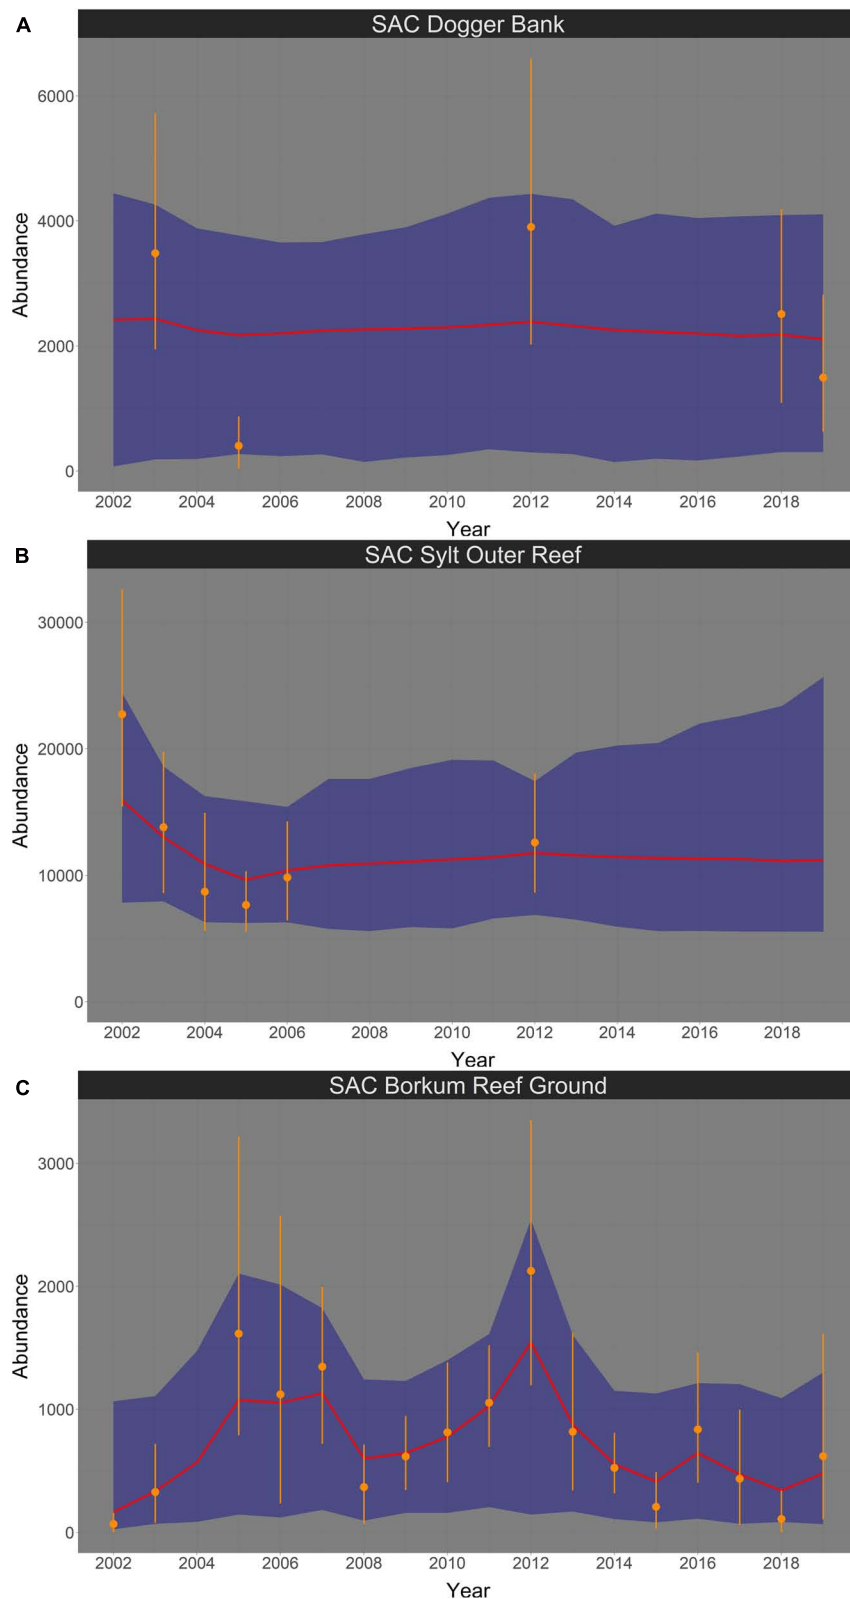 A
SAC Dogger Bank
Abundance
6000
4000
2000
0
2002 2004 2006 2008 2010 2012 2014 2016 2018
Year
B
SAC Sylt Outer Reef
Abundance
30000
20000
10000
0
2002 2004 2006 2008 2010 2012 2014 2016 2018
Year
C
SAC Borkum Reef Ground
Abundance
3000
2000
1000
0
2002 2004 2006 2008 2010 2012 2014 2016 2018
Year